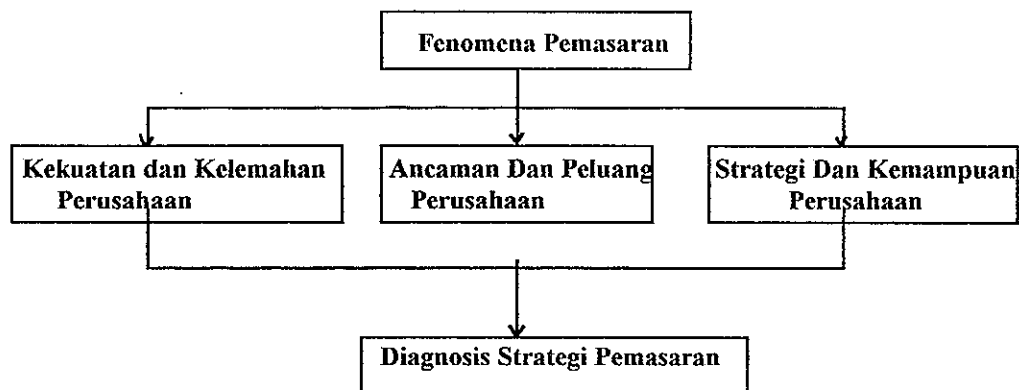 Fenomena Pemasaran
Kekuatan dan Kelemahan
Perusahaan
Ancaman Dan Peluang
Perusahaan
Strategi Dan Kemampuan
Perusahaan
Diagnosis Strategi Pemasaran